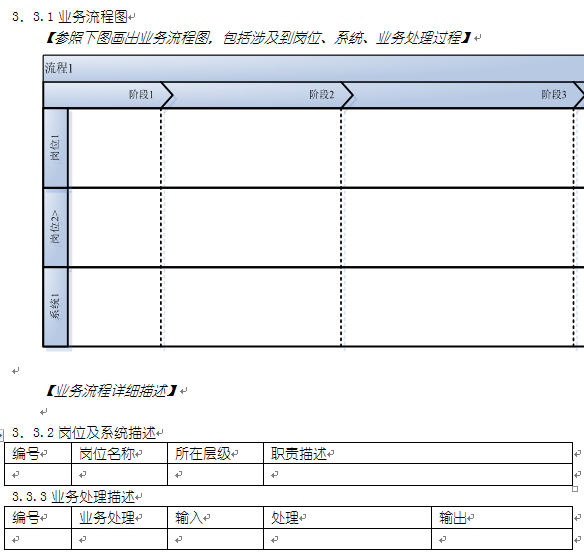 3．3.1 业务流程图
【参照下图画出业务流程图，包括涉及到岗位、系统、业务处理过程】
流程1
阶段1 阶段2 阶段3
岗位1
岗位2>
系统1
【业务流程详细描述】
3．3.2 岗位及系统描述
编号 岗位名称 所在层级 职责描述
3.3.3 业务处理描述
编号 业务处理 输入 处理 输出